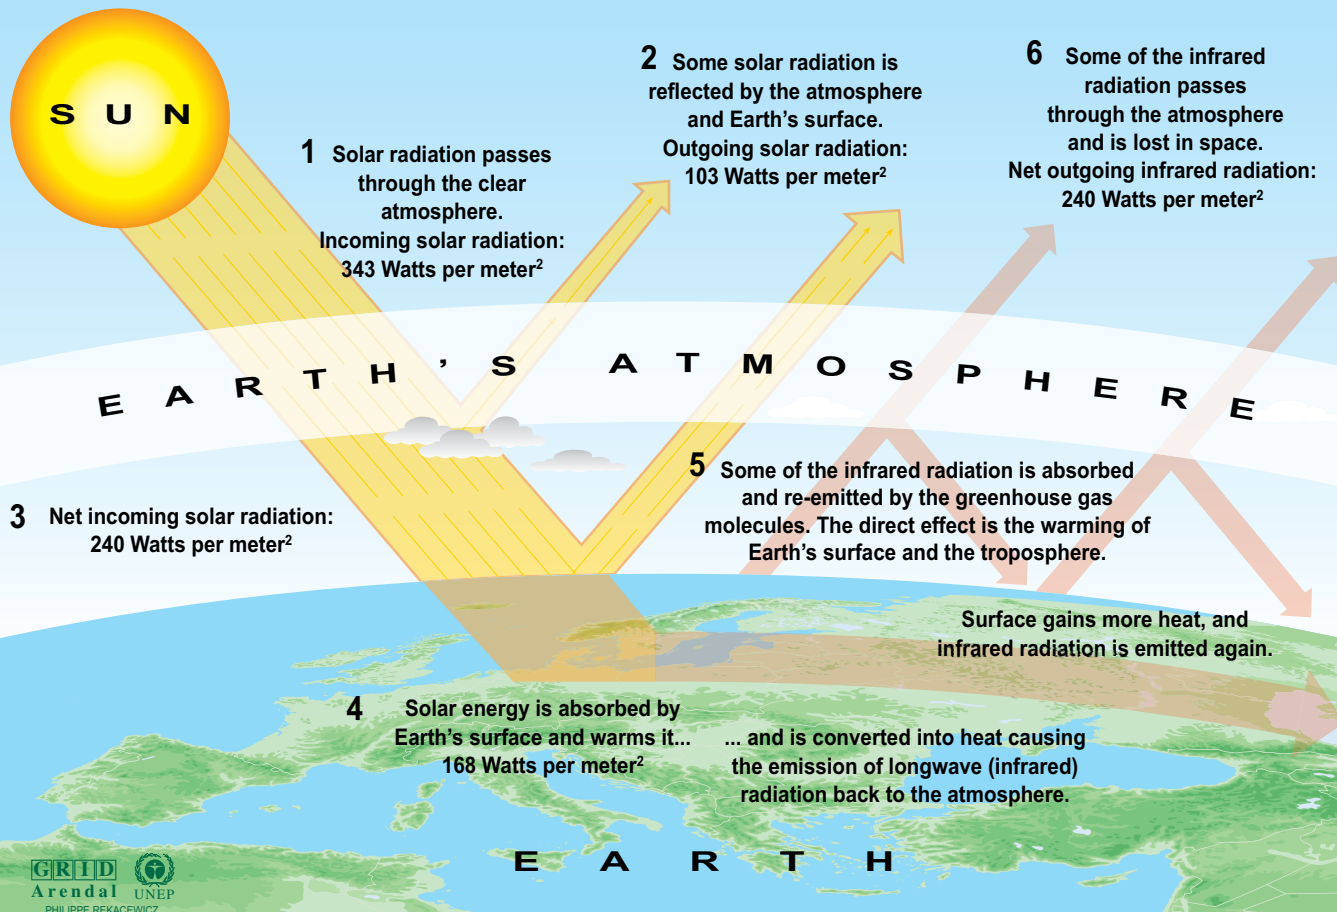 S U N
1 Solar radiation passes
through the clear
atmosphere.
Incoming solar radiation:
343 Watts per meter²
2 Some solar radiation is
reflected by the atmosphere
and Earth’s surface.
Outgoing solar radiation:
103 Watts per meter²
6 Some of the infrared
radiation passes
through the atmosphere
and is lost in space.
Net outgoing infrared radiation:
240 Watts per meter²
E A R T H ’ S A T M O S P H E R E
3 Net incoming solar radiation:
240 Watts per meter²
5 Some of the infrared radiation is absorbed
and re-emitted by the greenhouse gas
molecules. The direct effect is the warming of
Earth’s surface and the troposphere.
Surface gains more heat, and
infrared radiation is emitted again.
4 Solar energy is absorbed by
Earth’s surface and warms it...
168 Watts per meter²
... and is converted into heat causing
the emission of longwave (infrared)
radiation back to the atmosphere.
E A R T H
GRID
Arendal
UNEP
PHILIPPE REKACEWICZ